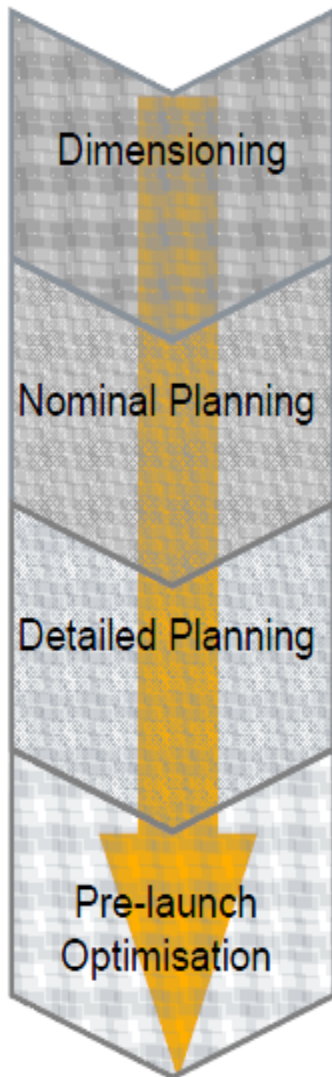 Dimensioning
Nominal Planning
Detailed Planning
Pre-launch
Optimisation